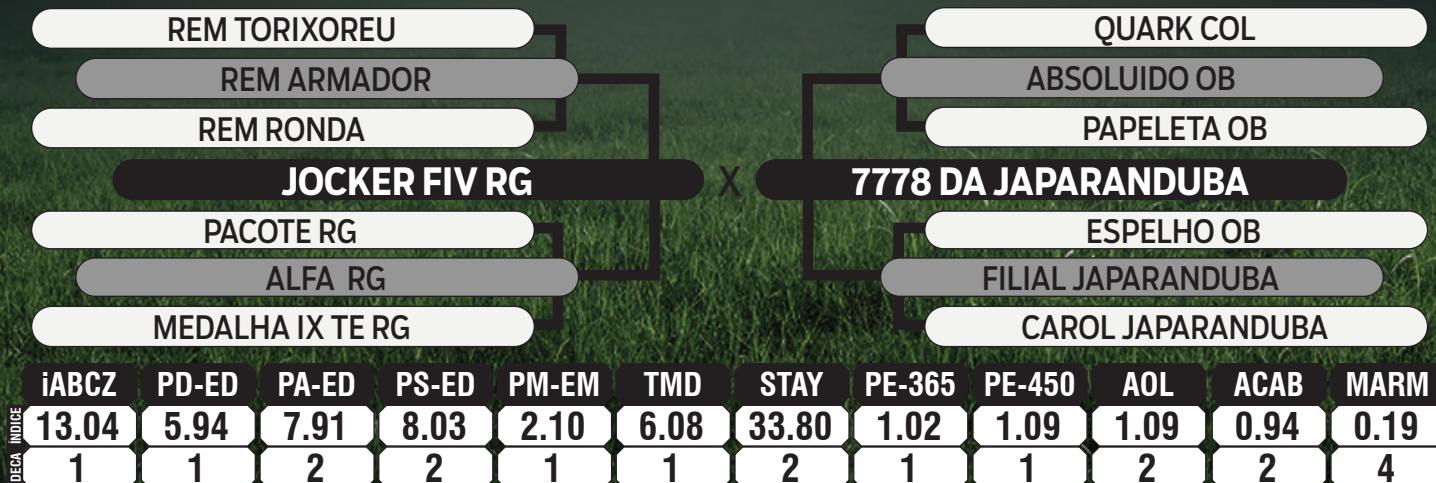 REM TORIXOREU
QUARK COL
REM ARMADOR
ABSOLUIDO OB
REM RONDA
PAPELETA OB
JOCKER FIV RG X 7778 DA JAPARANDUBA
PACOTE RG
ESPELHO OB
ALFA RG
FILIAL JAPARANDUBA
MEDALHA IX TE RG
CAROL JAPARANDUBA
iABCZ PD-ED PA-ED PS-ED PM-EM TMD STAY PE-365 PE-450 AOL ACAB MARM
ÍNDICE 13.04 5.94 7.91 8.03 2.10 6.08 33.80 1.02 1.09 1.09 0.94 0.19
DECA 1 1 2 2 1 1 2 1 1 2 2 4